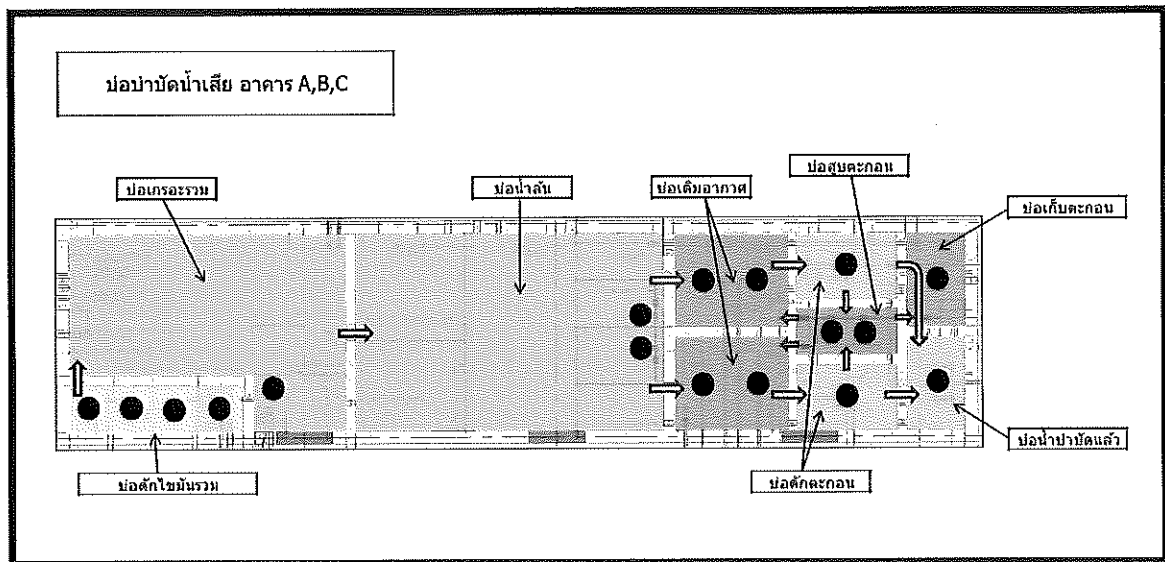 บ่อบำบัดน้ำเสีย อาคาร A,B,C
บ่อเกรอะรวม
บ่อน้ำล้น
บ่อเติมอากาศ
บ่อสูบตะกอน
บ่อเก็บตะกอน
บ่อน้ำบำบัดแล้ว
บ่อดักไขมันรวม
บ่อดักตะกอน